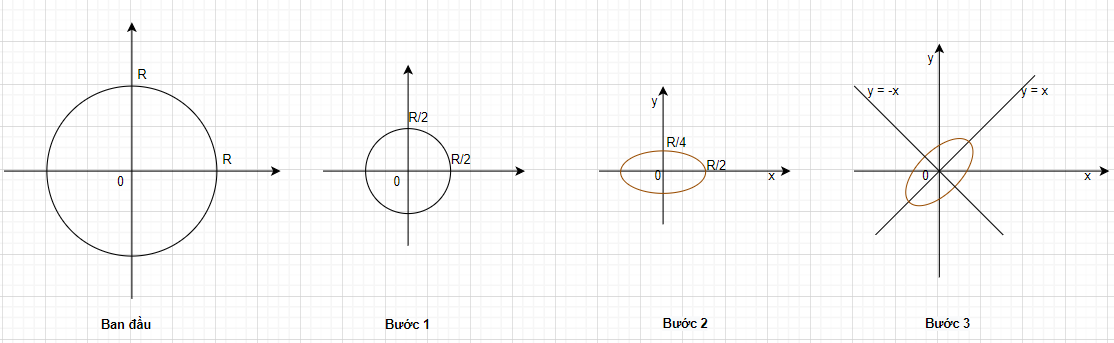 R
R
0
Ban đầu
R/2
R/2
0
Bước 1
y
R/4
R/2
0
x
Bước 2
y
y = -x
y = x
0
x
Bước 3